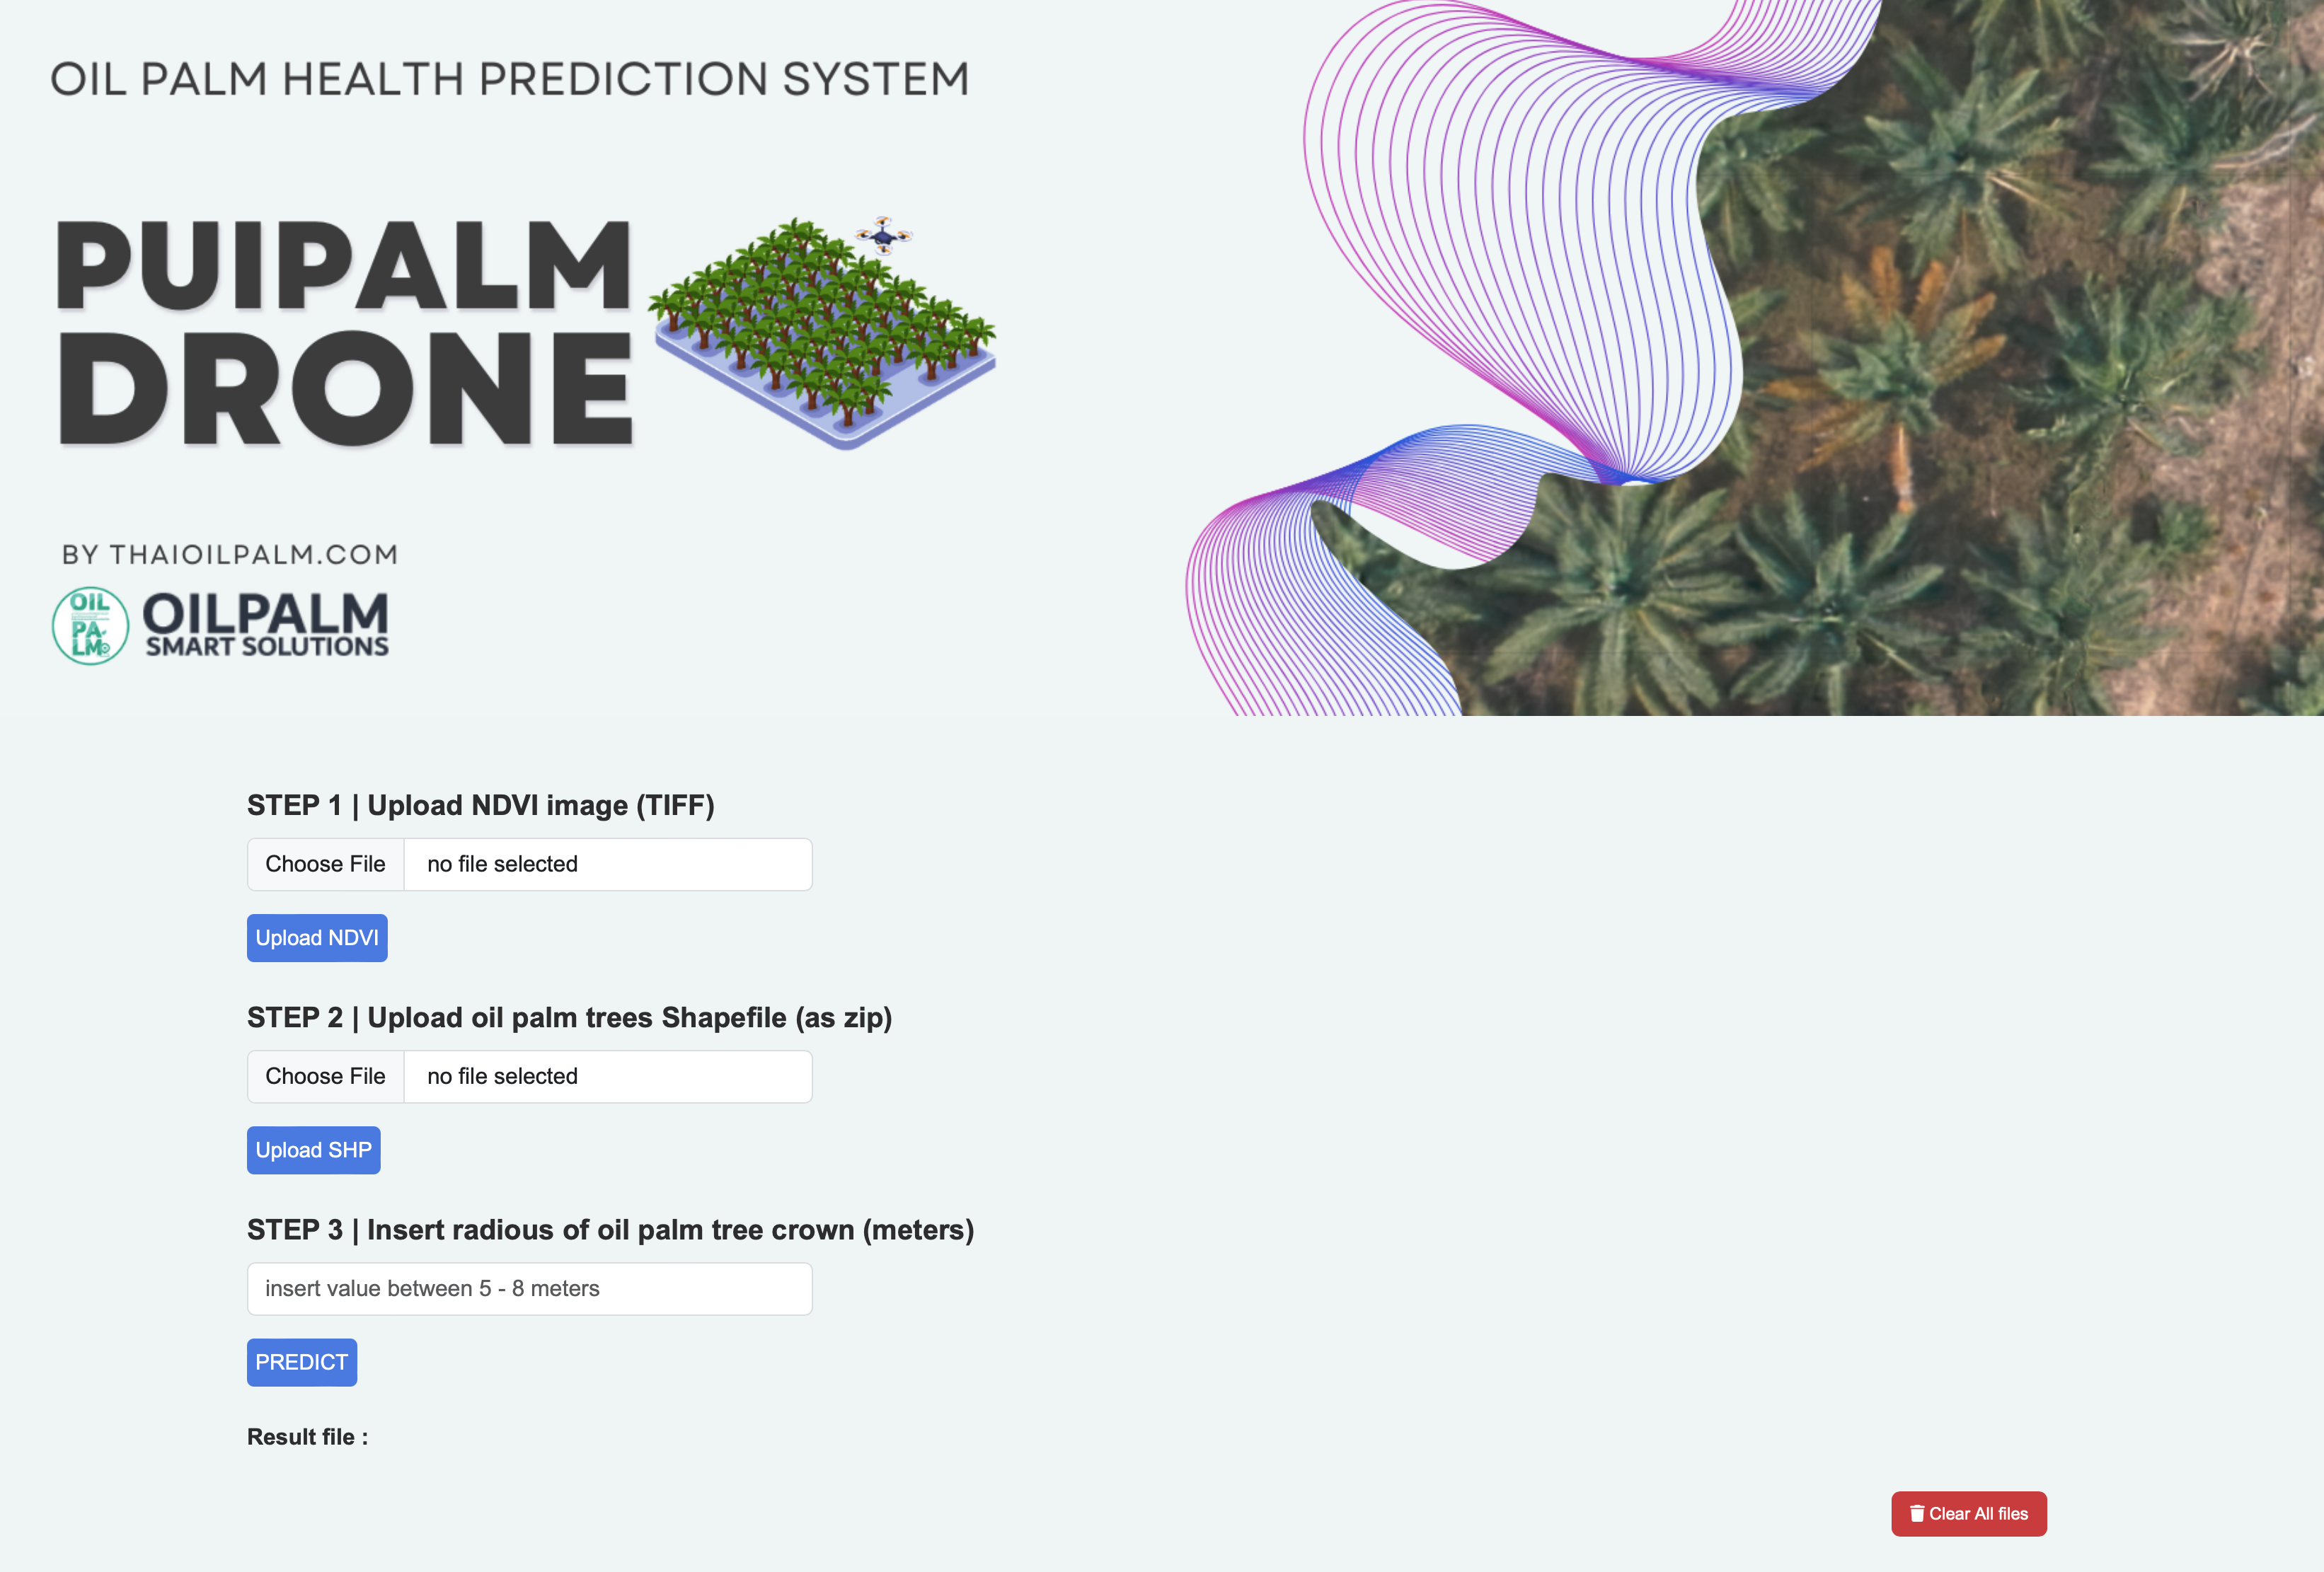 OIL PALM HEALTH PREDICTION SYSTEM
PUIPALM
DRONE
BY THAIOILPALM.COM
OIL
PA
LM
OILPALM
SMART SOLUTIONS
STEP 1 | Upload NDVI image (TIFF)
Choose File no file selected
Upload NDVI
STEP 2 | Upload oil palm trees Shapefile (as zip)
Choose File no file selected
Upload SHP
STEP 3 | Insert radious of oil palm tree crown (meters)
insert value between 5 - 8 meters
PREDICT
Result file :
Clear All files